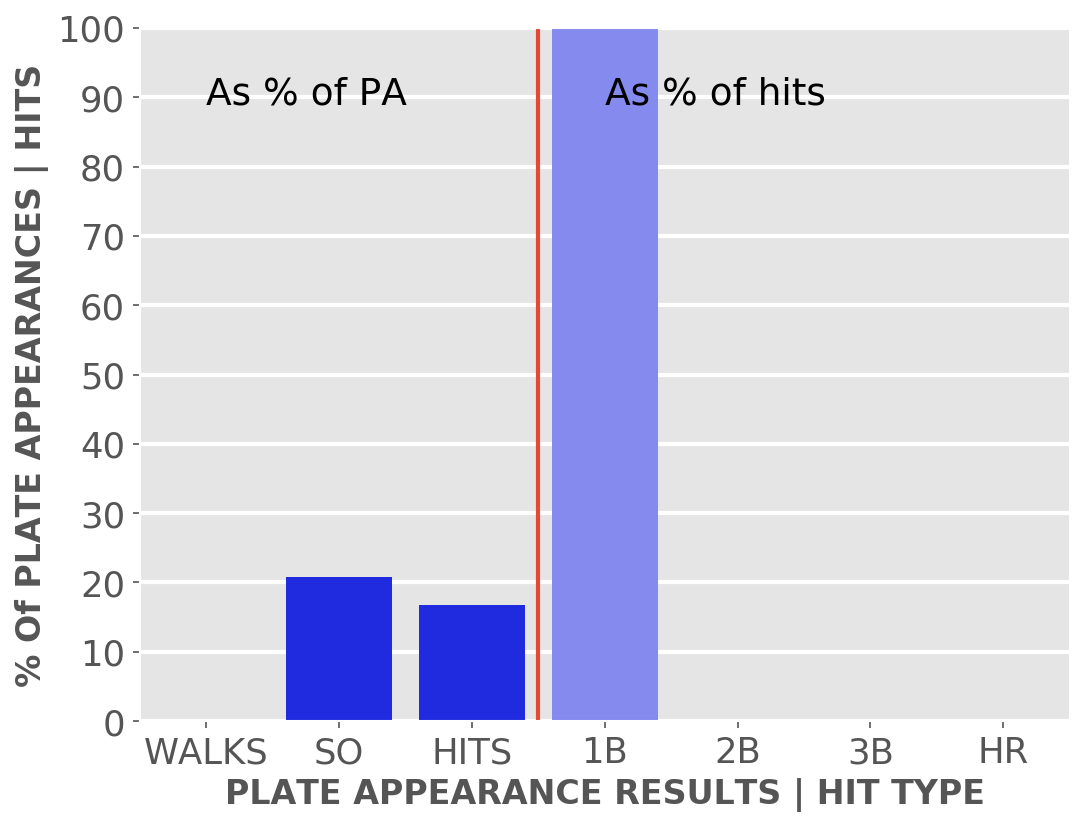 % Of PLATE APPEARANCES | HITS
100
90
80
70
60
50
40
30
20
10
0
As % of PA
As % of hits
WALKS SO HITS 1B 2B 3B HR
PLATE APPEARANCE RESULTS | HIT TYPE